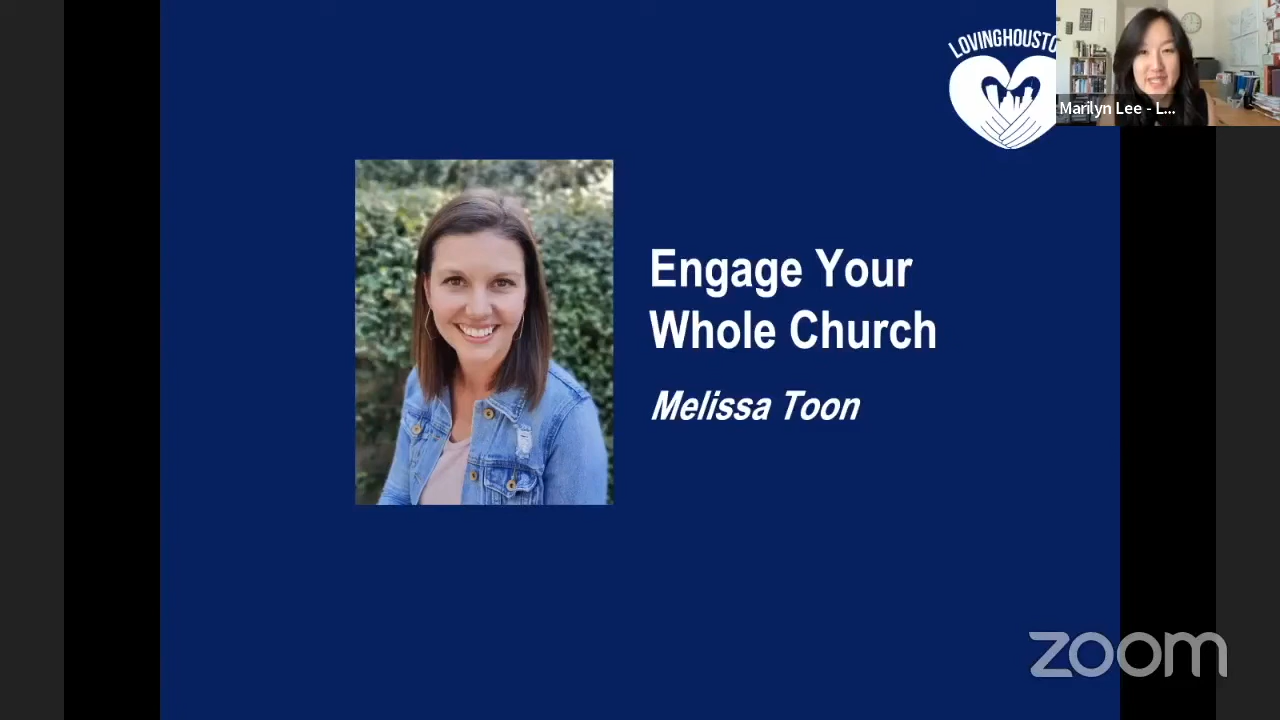 LOVINGHOUSTO
Marilyn Lee - L...
Engage Your
Whole Church
Melissa Toon
zoom